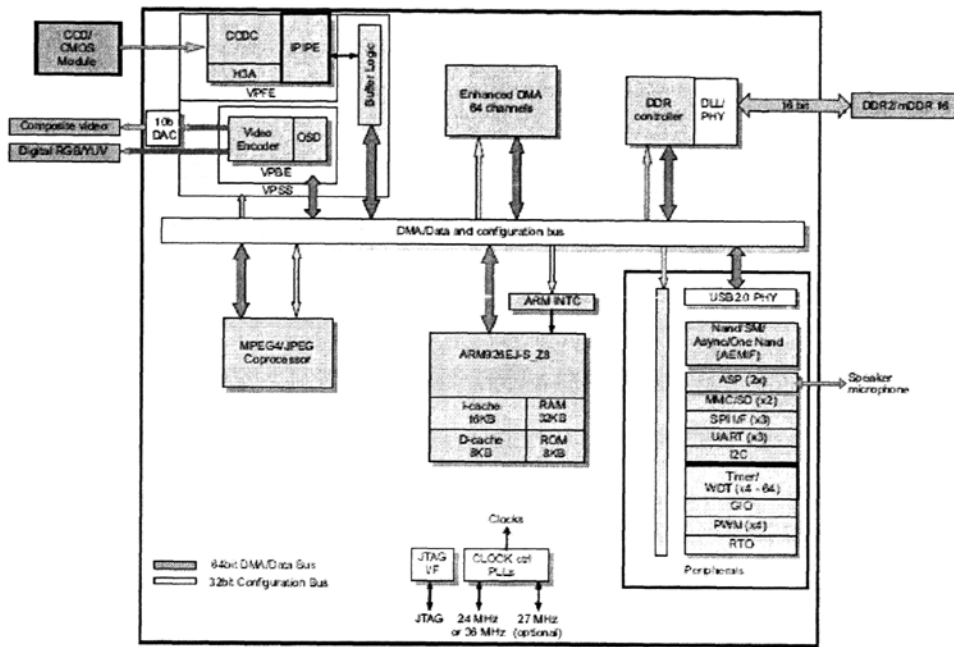 CCD/
CMOS
Module
CCDC
IPIPE
H3A
VPFE
Buffer Logic
Composite video
Digital RGB/YUV
10b
DAC
Video
Encoder
OSD
VPBE
VPSS
Enhanced DMA
64 channels
DDR
controller
DLL/
PHY
16 bit
DDR2/mDDR 16
DMA/Data and configuration bus
MPEG4/JPEG
Coprocessor
ARM INTC
ARM926EJ-S_Z8
I-cache
16KB
RAM
32KB
D-cache
8KB
ROM
8KB
USB2.0 PHY
Nand/SM/
Async/One Nand
(AEMIF)
ASP (2x)
Speaker
microphone
MMC/SD (x2)
SPI I/F (x3)
UART (x3)
I2C
Timer/
WDT (x4 - 64)
GIO
PWM (x4)
RTO
Peripherals
Clocks
JTAG
I/F
CLOCK ctrl
PLLs
JTAG
24 MHz
or 36 MHz
27 MHz
(optional)
64bit DMA/Data Bus
32bit Configuration Bus